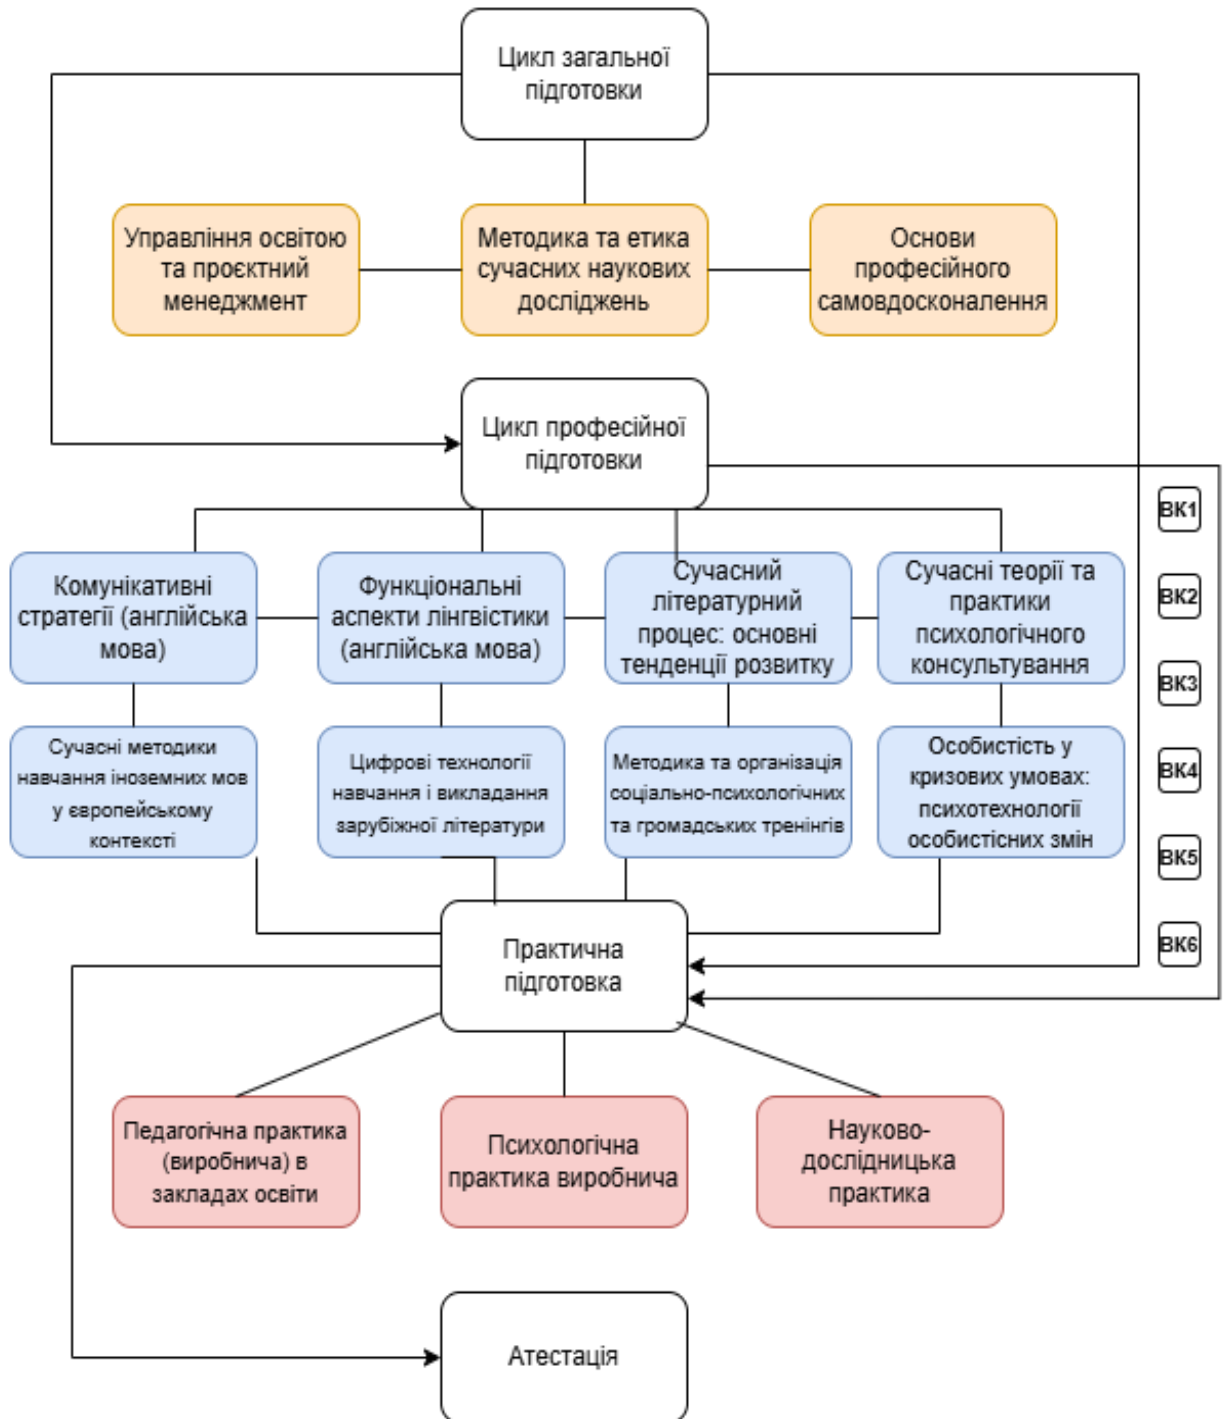 Цикл загальної
підготовки
Управління освітою
та проєктний
менеджмент
Методика та етика
сучасних наукових
досліджень
Основи
професійного
самовдосконалення
Цикл професійної
підготовки
ВК1
Комунікативні
стратегії (англійська
мова)
Функціональні
аспекти лінгвістики
(англійська мова)
Сучасний
літературний
процес: основні
тенденції розвитку
Сучасні теорії та
практики
психологічного
консультування
ВК2
ВК3
Сучасні методики
навчання іноземних мов
у європейському
контексті
Цифрові технології
навчання і викладання
зарубіжної літератури
Методика та організація
соціально-психологічних
та громадських тренінгів
Особистість у
кризових умовах:
психотехнології
особистісних змін
ВК4
ВК5
ВК6
Практична
підготовка
Педагогічна практика
(виробнича) в
закладах освіти
Психологічна
практика виробнича
Науково-
дослідницька
практика
Атестація